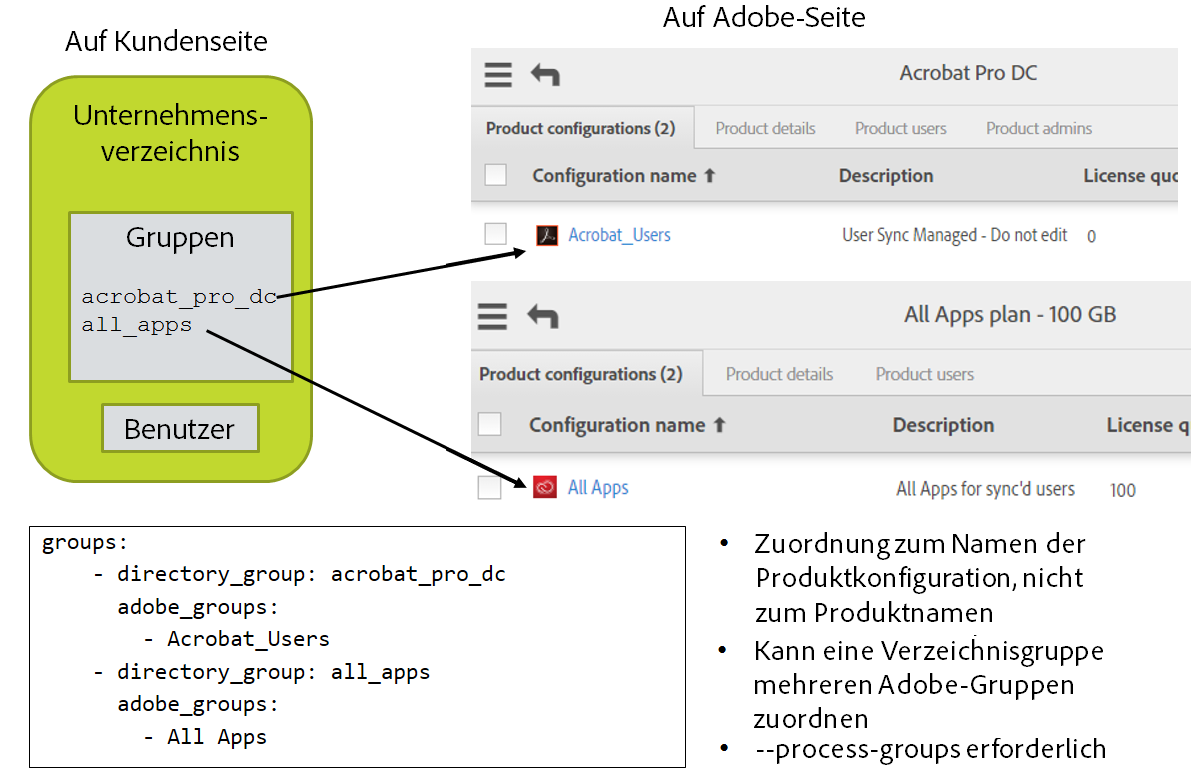 Auf Kundenseite
Unternehmens-
verzeichnis
Gruppen
acrobat_pro_dc
all_apps
Benutzer
Auf Adobe-Seite
Acrobat Pro DC
Product configurations (2) Product details Product users Product admins
Configuration name ↑ Description License quo
Acrobat_Users User Sync Managed - Do not edit 0
All Apps plan - 100 GB
Product configurations (2) Product details Product users
Configuration name ↑ Description License q
All Apps All Apps for sync'd users 100
groups:
- directory_group: acrobat_pro_dc
adobe_groups:
- Acrobat_Users
- directory_group: all_apps
adobe_groups:
- All Apps
• Zuordnung zum Namen der
Produktkonfiguration, nicht
zum Produktnamen
• Kann eine Verzeichnisgruppe
mehreren Adobe-Gruppen
zuordnen
• --process-groups erforderlich